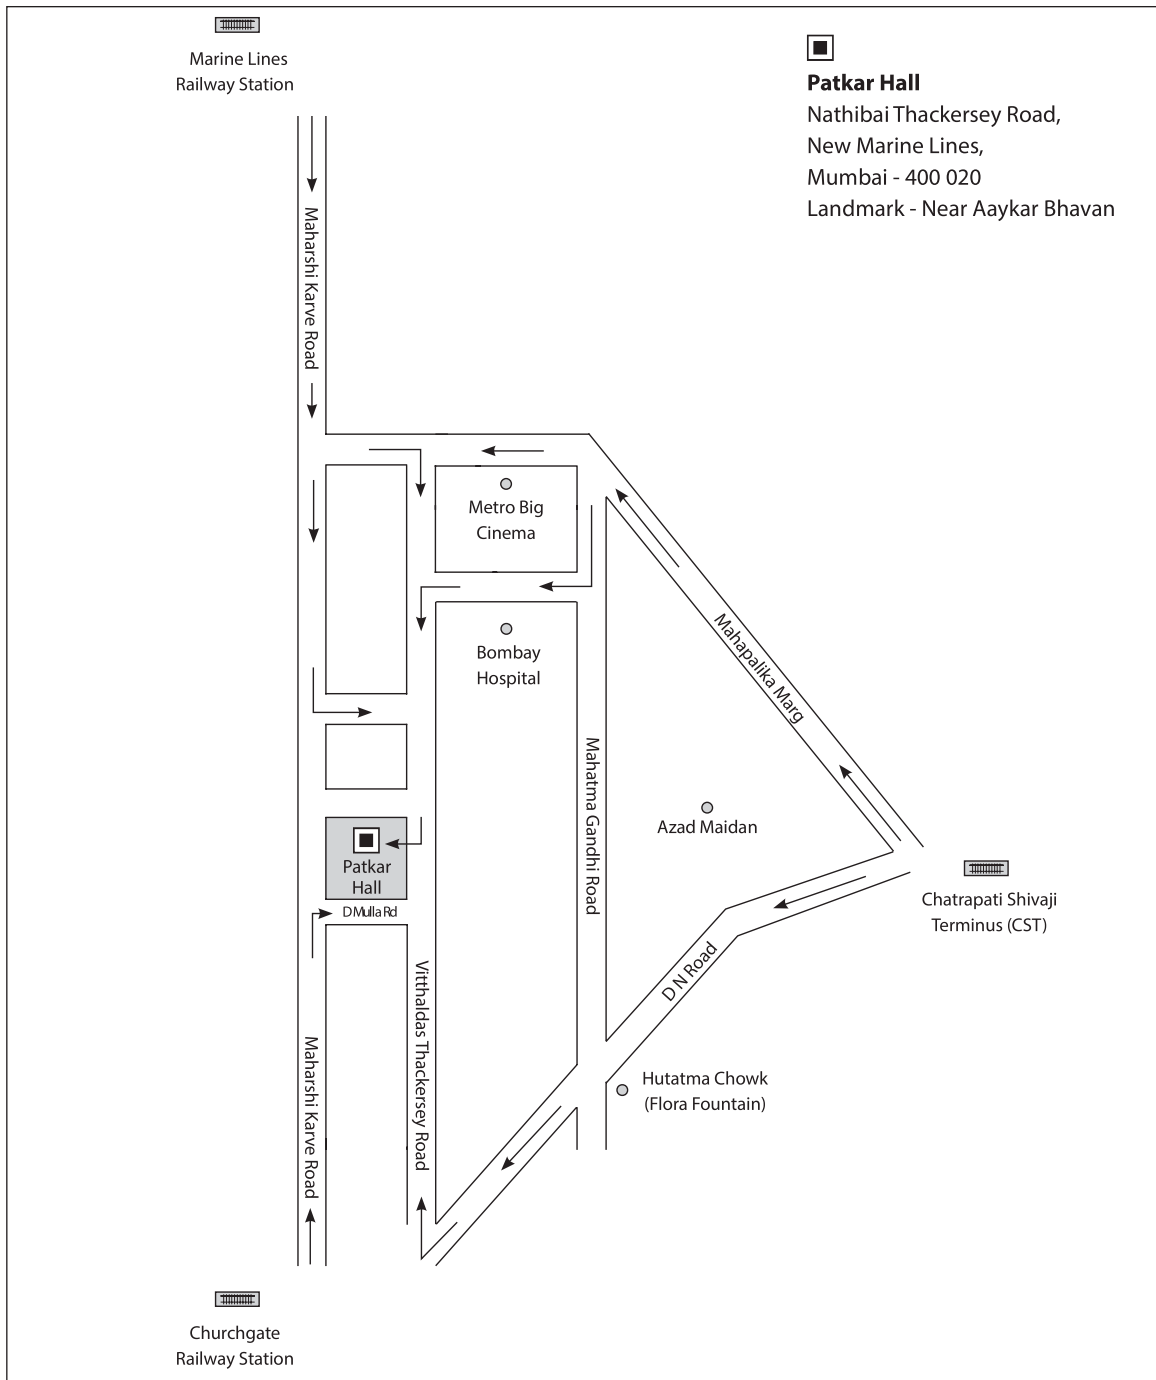 Marine Lines
Railway Station
Patkar Hall
Nathibai Thackersey Road,
New Marine Lines,
Mumbai - 400 020
Landmark - Near Aaykar Bhavan
Maharshi Karve Road
Metro Big
Cinema
Bombay
Hospital
Mahapalika Marg
Mahatma Gandhi Road
Azad Maidan
Patkar
Hall
D Mulla Rd
Chatrapati Shivaji
Terminus (CST)
D N Road
Vitthaldas Thackersey Road
Maharshi Karve Road
Hutatma Chowk
(Flora Fountain)
Churchgate
Railway Station